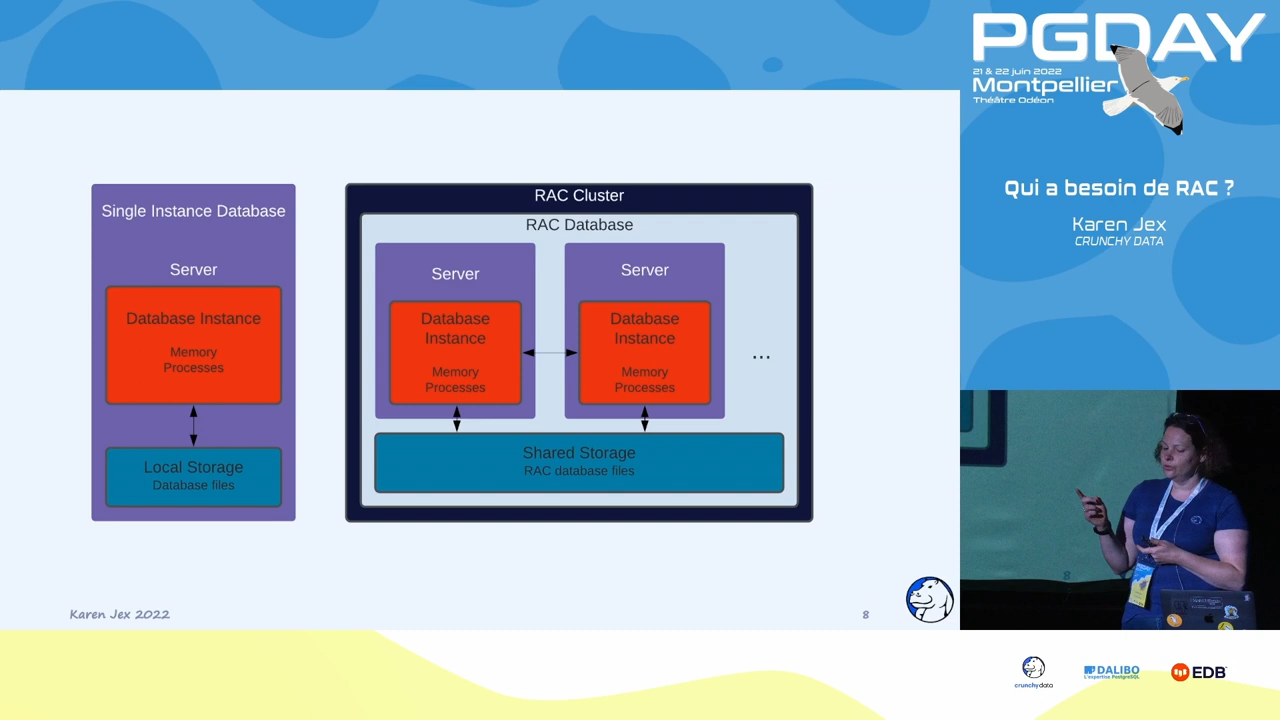 Single Instance Database
Server
Database Instance
Memory
Processes
Local Storage
Database files
RAC Cluster
RAC Database
Server
Database
Instance
Memory
Processes
Server
Database
Instance
Memory
Processes
...
Shared Storage
RAC database files
Karen Jex 2022
8
PGDAY
21 & 22 juin 2022
Montpellier
Théâtre Odéon
Qui a besoin de RAC ?
Karen Jex
CRUNCHY DATA
crunchydata
DALIBO
L'expertise PostgreSQL
EDB